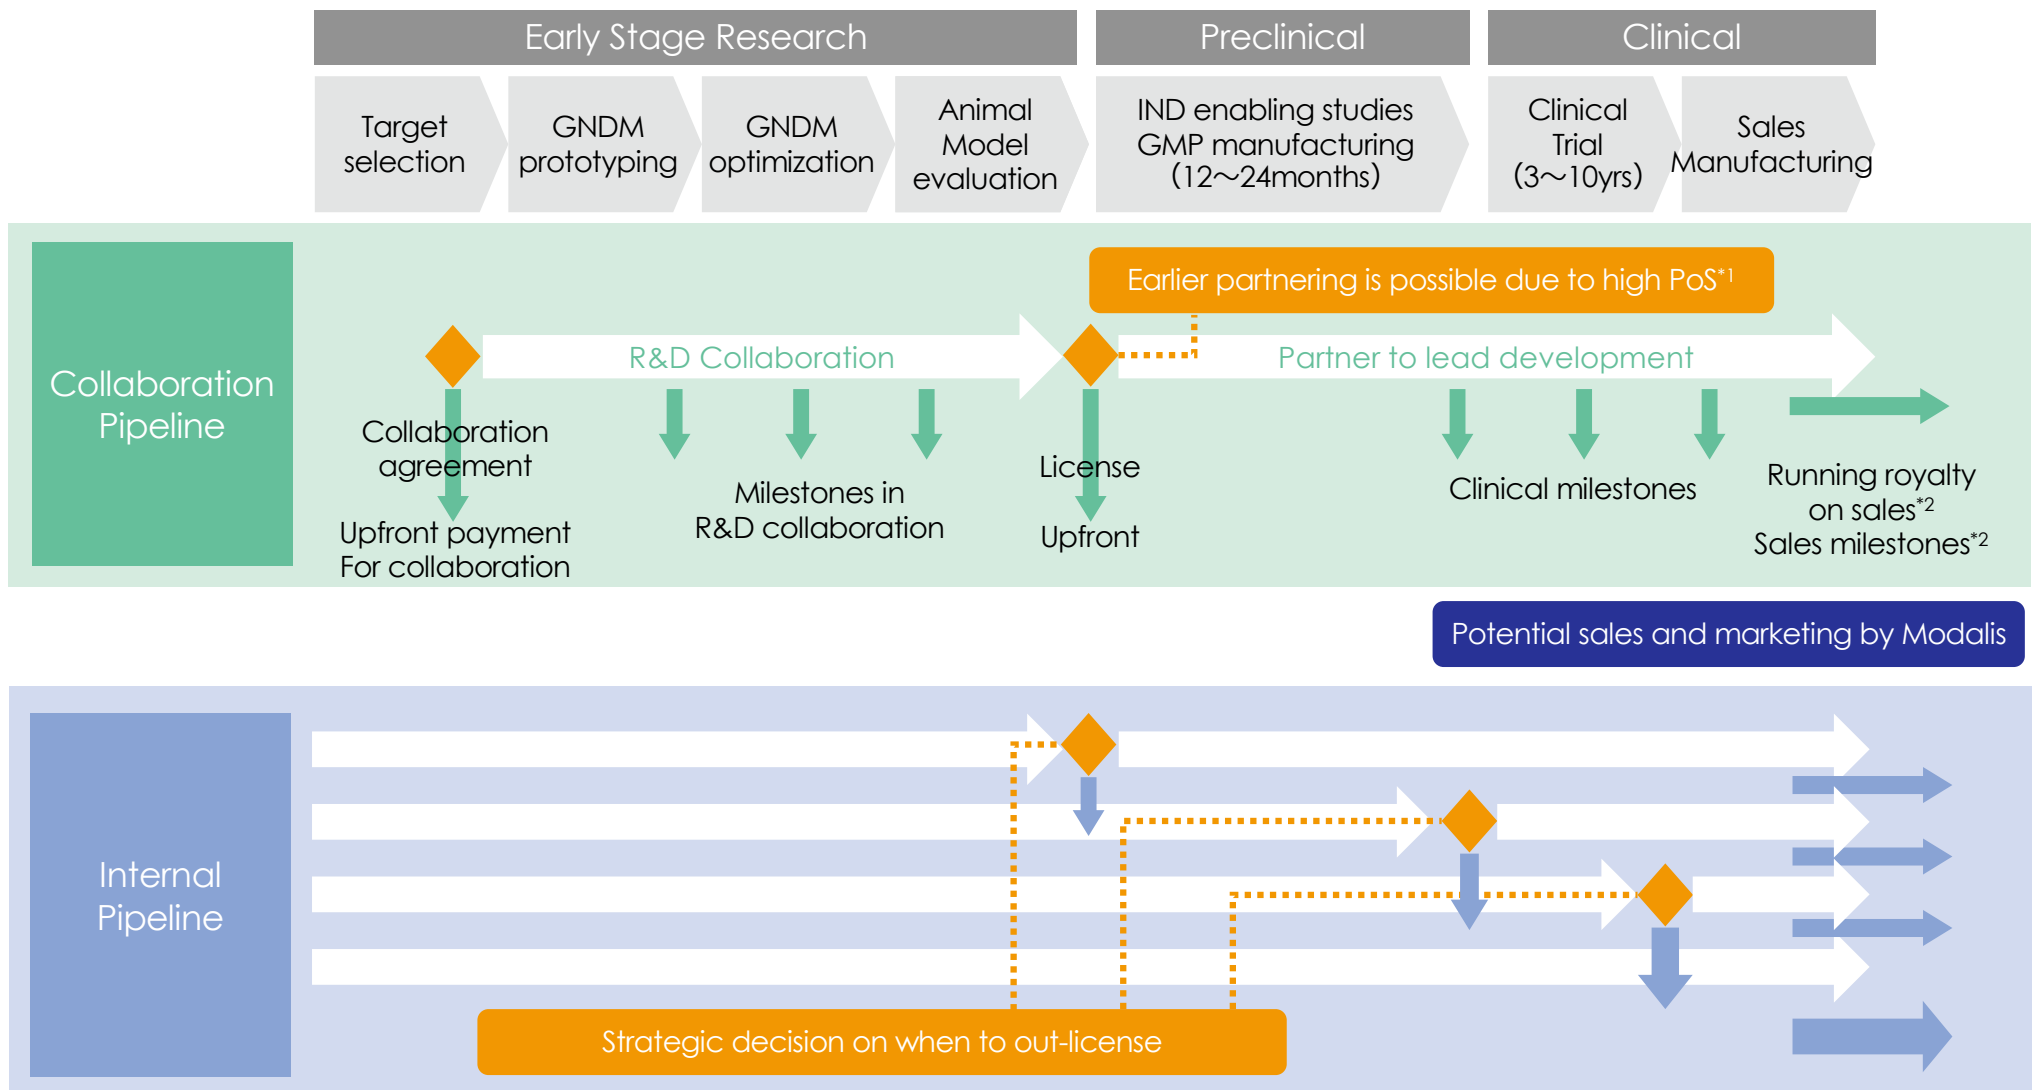 Early Stage Research
Preclinical
Clinical
Target
selection
GNDM
prototyping
GNDM
optimization
Animal
Model
evaluation
IND enabling studies
GMP manufacturing
(12～24months)
Clinical
Trial
(3～10yrs)
Sales
Manufacturing
Collaboration
Pipeline
Earlier partnering is possible due to high PoS*1
R&D Collaboration
Partner to lead development
Collaboration
agreement
Upfront payment
For collaboration
Milestones in
R&D collaboration
License
Upfront
Clinical milestones
Running royalty
on sales*2
Sales milestones*2
Potential sales and marketing by Modalis
Internal
Pipeline
Strategic decision on when to out-license